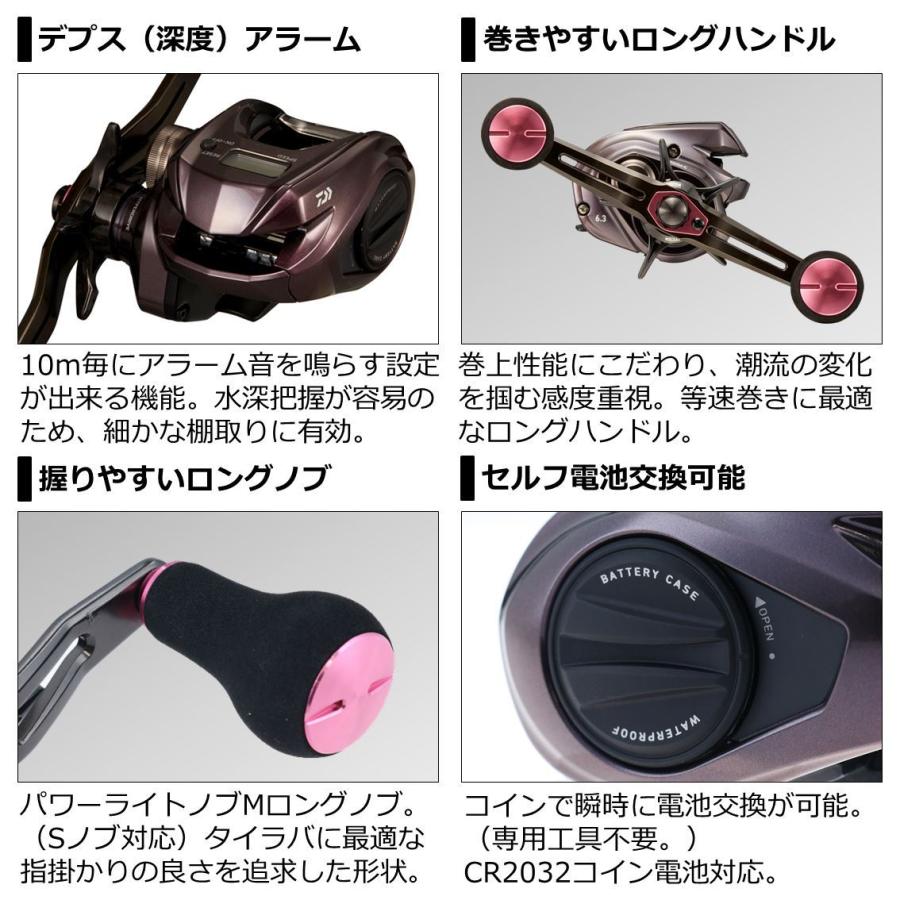 デプス（深度）アラーム
ON・OFF
RESET
SPEED
WATERPROOF
BATTERY CASE
10m毎にアラーム音を鳴らす設定
が出来る機能。水深把握が容易の
ため、細かな棚取りに有効。
巻きやすいロングハンドル
6.3
巻上性能にこだわり、潮流の変化
を掴む感度重視。等速巻きに最適
なロングハンドル。
握りやすいロングノブ
パワーライトノブMロングノブ。
（Sノブ対応）タイラバに最適な
指掛かりの良さを追求した形状。
セルフ電池交換可能
BATTERY CASE
◀OPEN
WATERPROOF
コインで瞬時に電池交換が可能。
（専用工具不要。）
CR2032コイン電池対応。